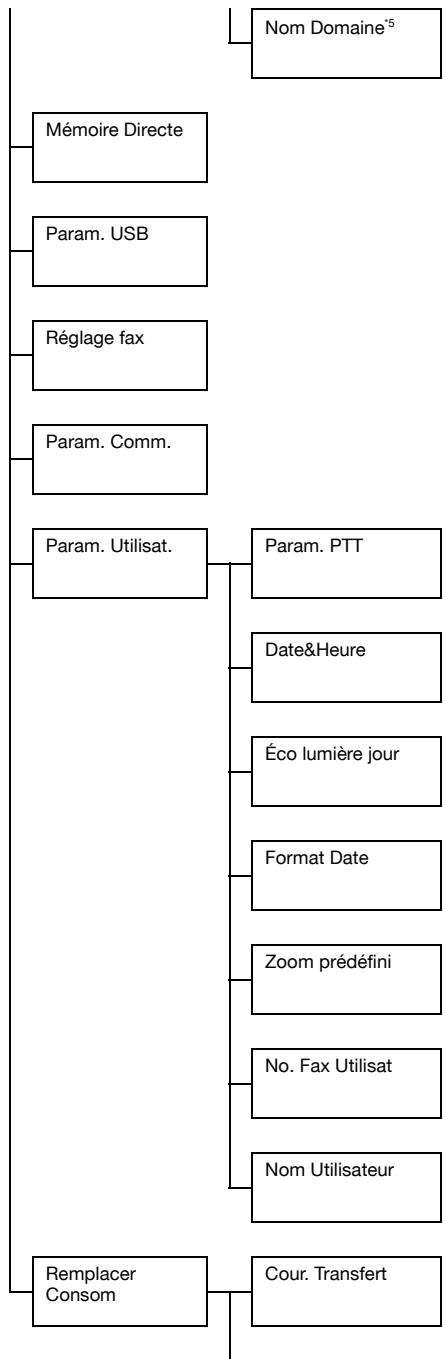 Nom Domaine*5
Mémoire Directe
Param. USB
Réglage fax
Param. Comm.
Param. Utilisat.
Param. PTT
Date&Heure
Éco lumière jour
Format Date
Zoom prédéfini
No. Fax Utilisat
Nom Utilisateur
Remplacer
Consom
Cour. Transfert